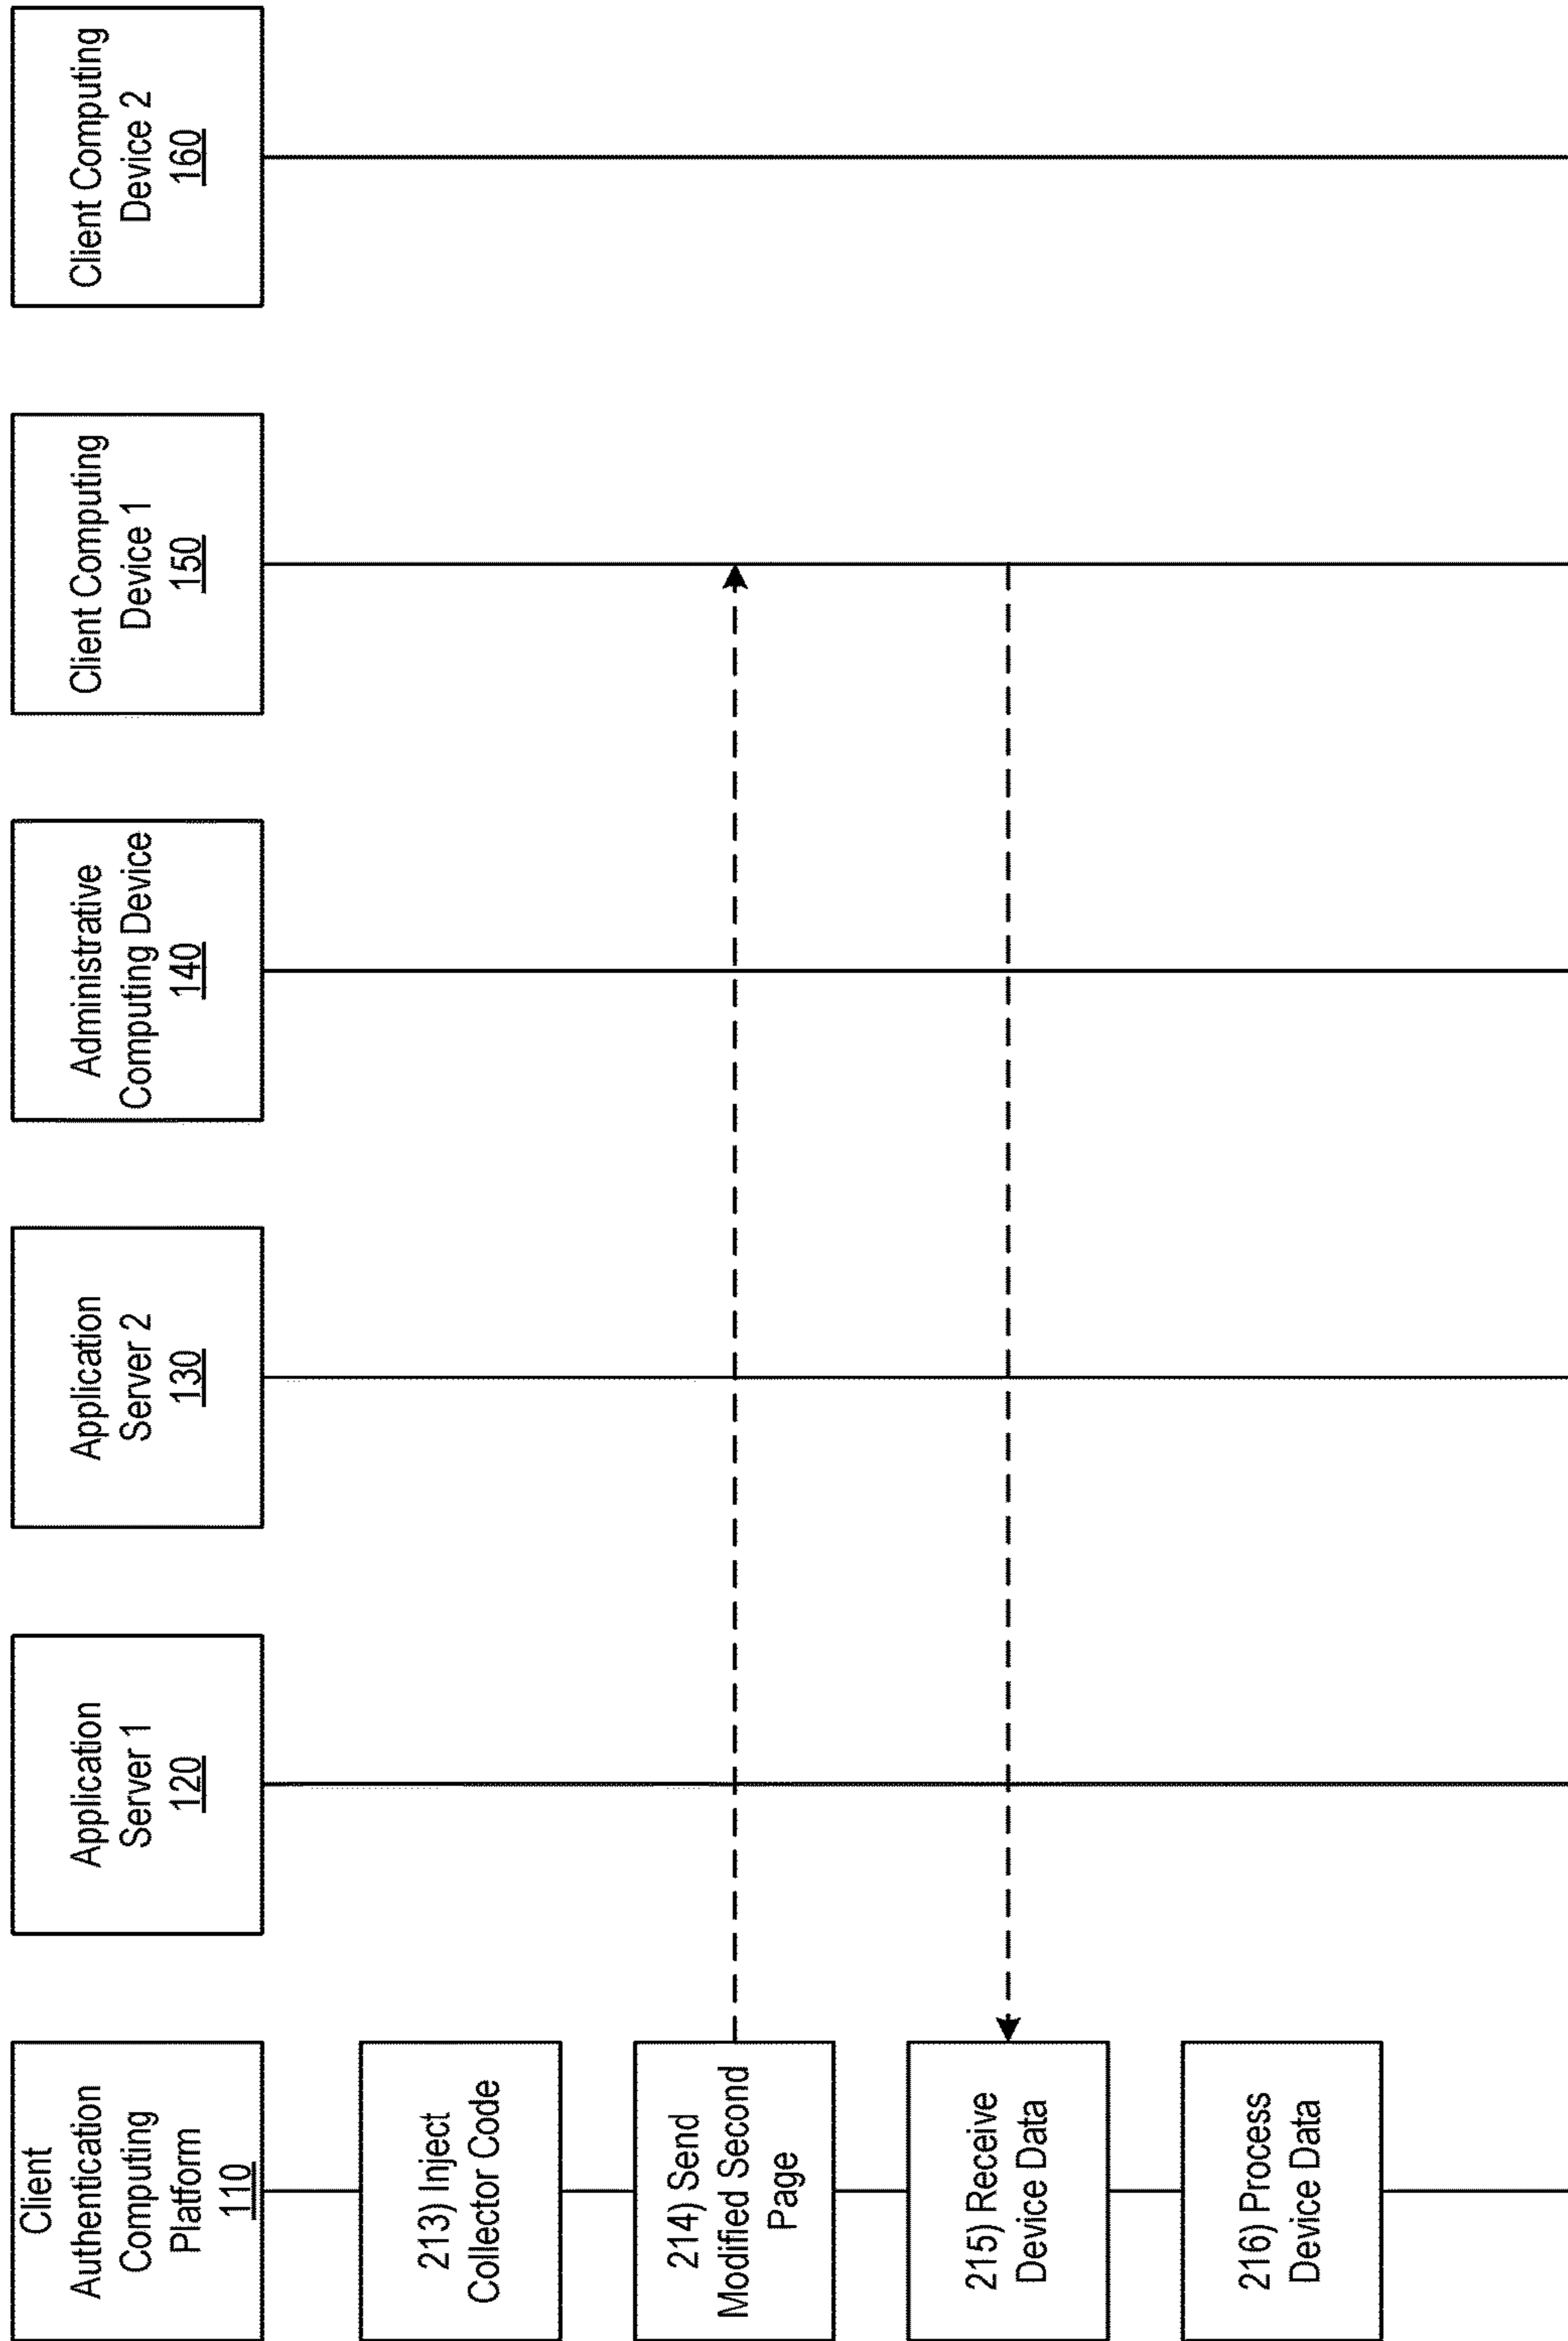 Client
Authentication
Computing
Platform
110
Application
Server 1
120
Application
Server 2
130
Administrative
Computing Device
140
Client Computing
Device 1
150
Client Computing
Device 2
160
213) Inject
Collector Code
214) Send
Modified Second
Page
215) Receive
Device Data
216) Process
Device Data